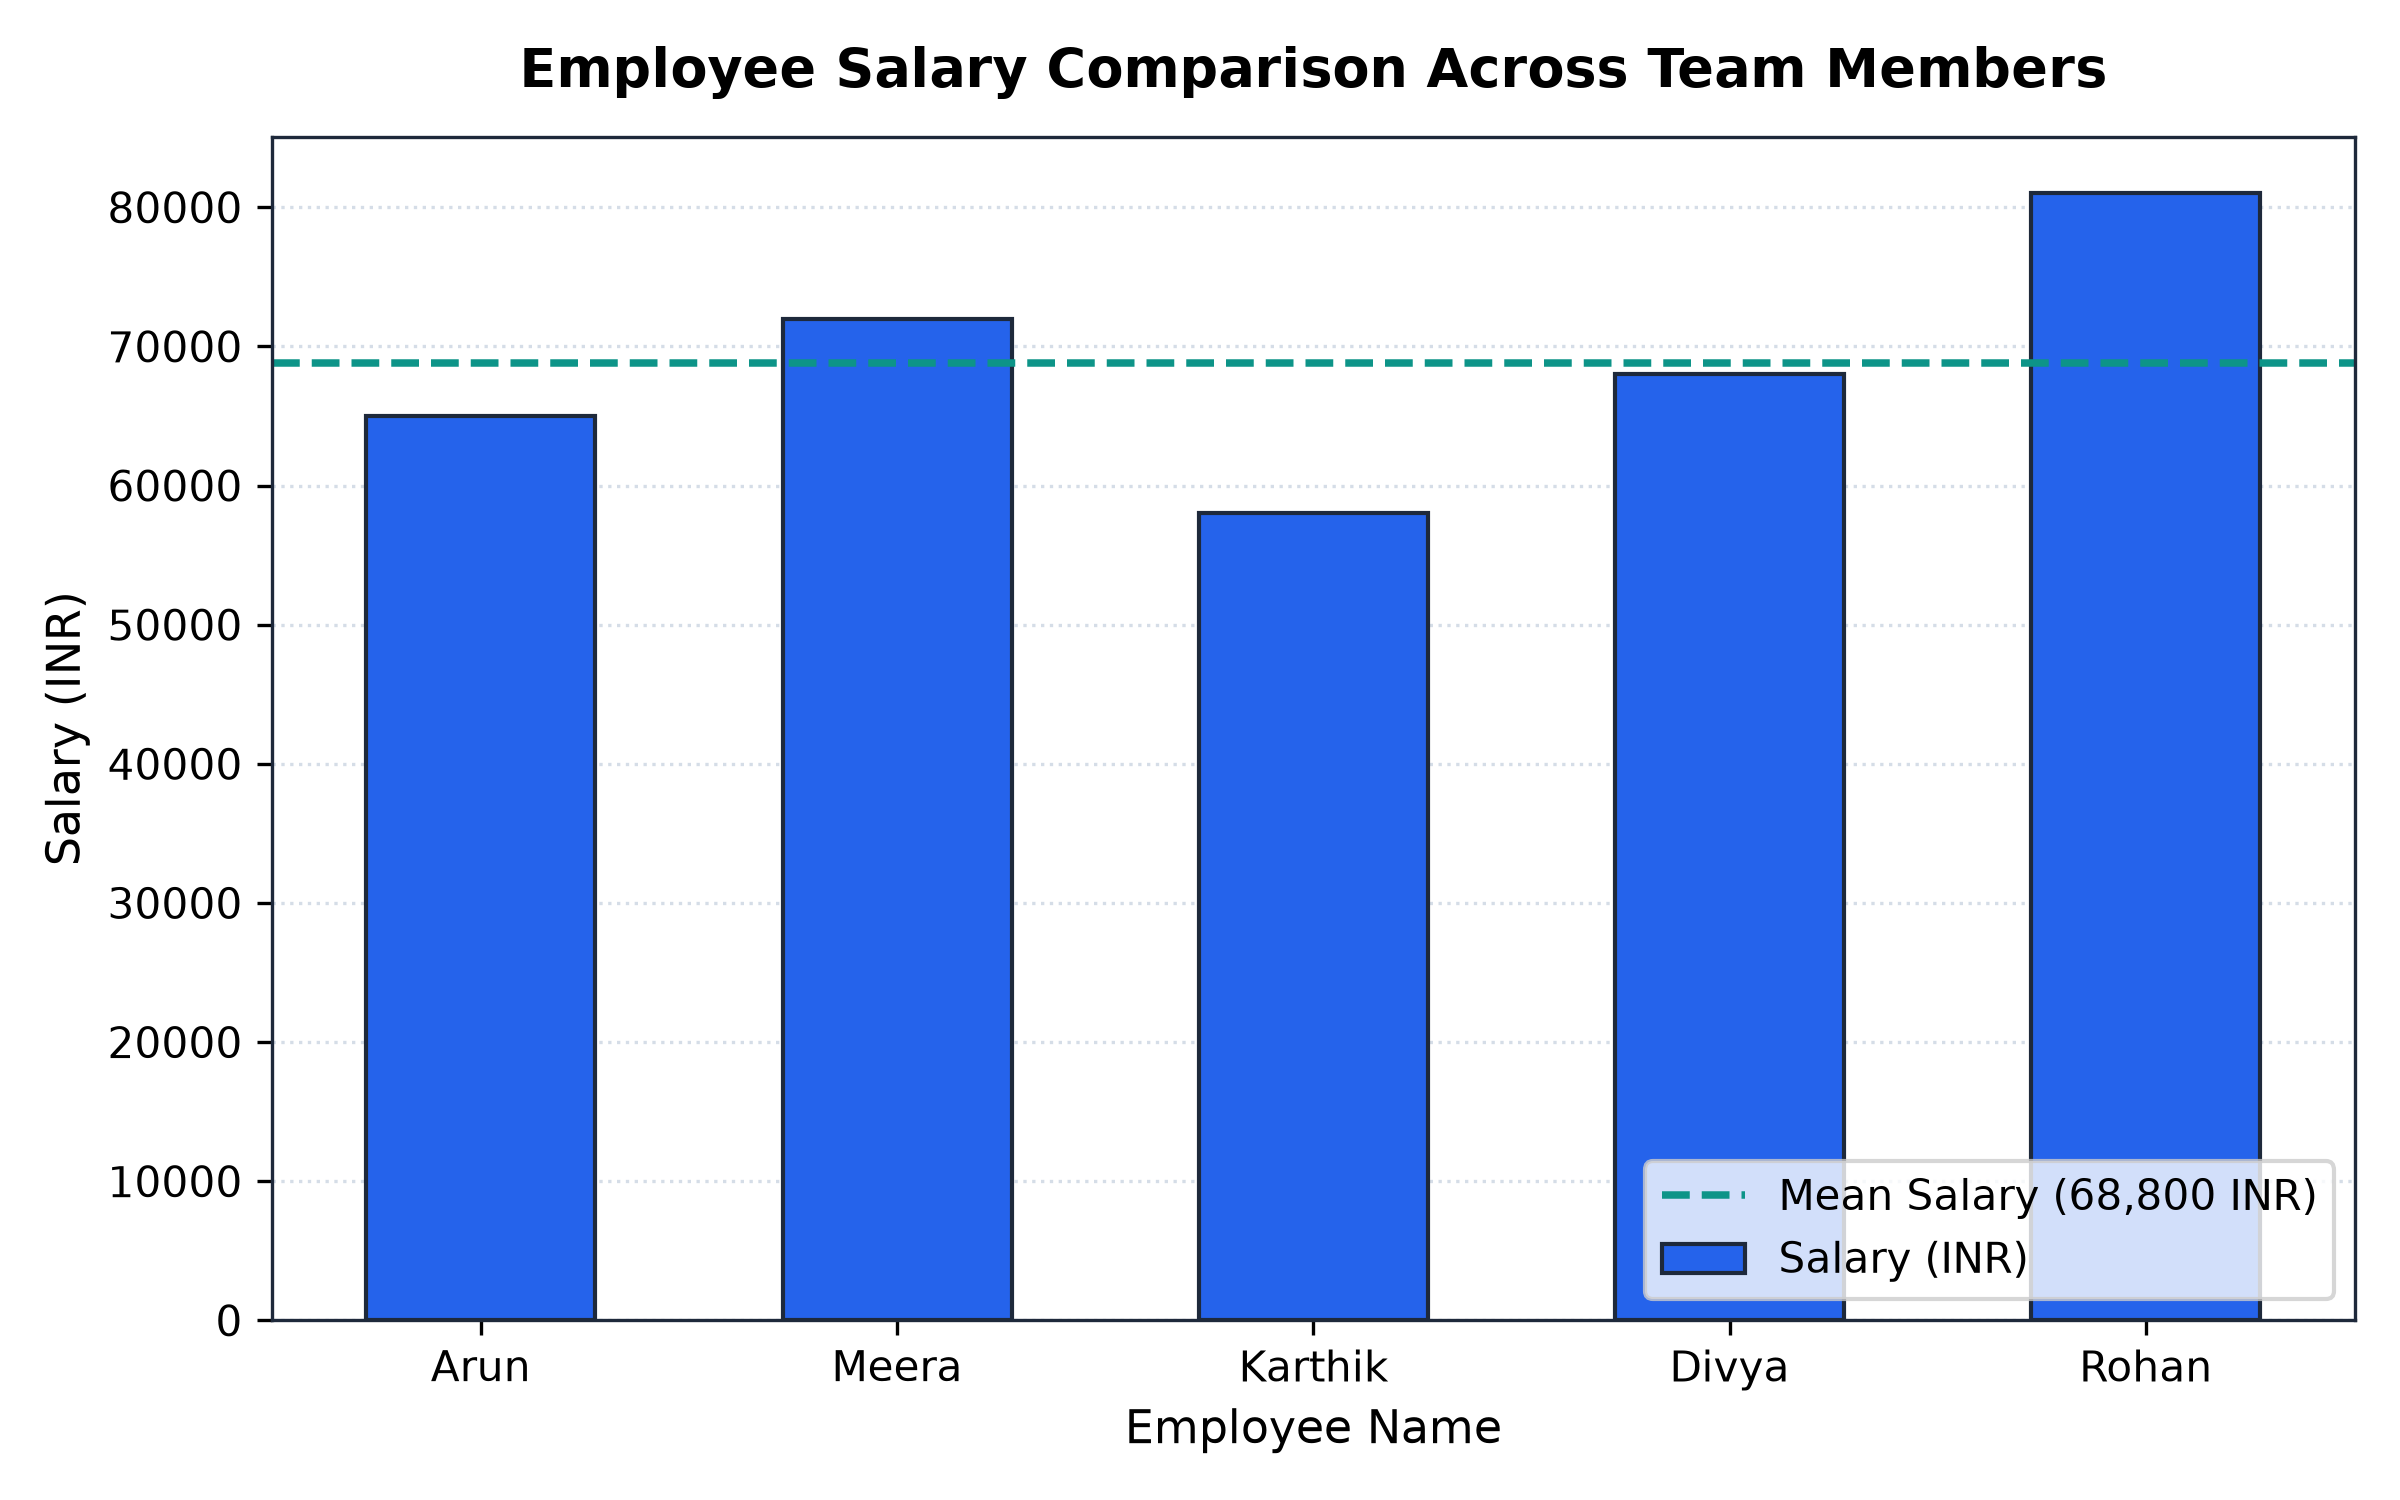 Employee Salary Comparison Across Team Members
Salary (INR)
80000
70000
60000
50000
40000
30000
20000
10000
0
Mean Salary (68,800 INR)
Salary (INR)
Arun Meera Karthik Divya Rohan
Employee Name